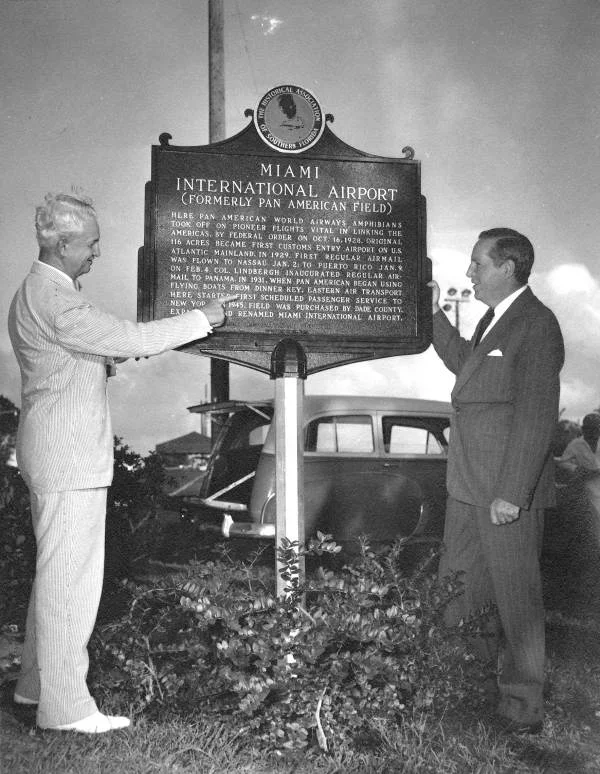 THE HISTORICAL ASSOCIATION
OF SOUTHERN FLORIDA
MIAMI
INTERNATIONAL AIRPORT
(FORMERLY PAN AMERICAN FIELD)
HERE PAN AMERICAN WORLD AIRWAYS AMPHIBIANS
TOOK OFF ON PIONEER FLIGHTS VITAL IN LINKING THE
AMERICAS. BY FEDERAL ORDER ON OCT. 16, 1928, ORIGINAL
116 ACRES BECAME FIRST CUSTOMS ENTRY AIRPORT ON U.S.
ATLANTIC MAINLAND. IN 1929, FIRST REGULAR AIRMAIL
WAS FLOWN TO NASSAU JAN. 2, TO PUERTO RICO JAN. 9.
ON FEB. 4, COL. LINDBERGH INAUGURATED REGULAR AIR-
MAIL TO PANAMA. IN 1931, WHEN PAN AMERICAN BEGAN USING
FLYING BOATS FROM DINNER KEY, EASTERN AIR TRANSPORT
HERE STARTED FIRST SCHEDULED PASSENGER SERVICE TO
NEW YO 1945, FIELD WAS PURCHASED BY DADE COUNTY,
EXPA ND RENAMED MIAMI INTERNATIONAL AIRPORT.